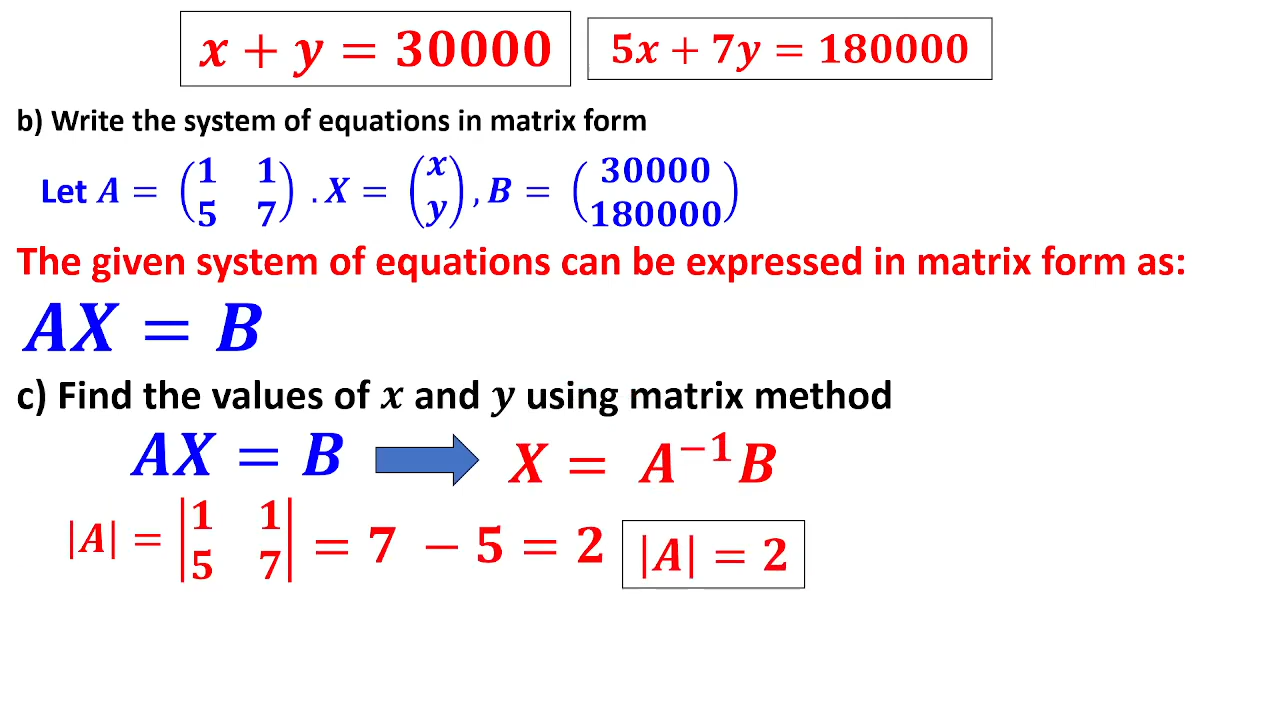 x + y = 30000 5x + 7y = 180000
b) Write the system of equations in matrix form
Let A = (1 1 5 7) . X = (x y) , B = (30000 180000)
The given system of equations can be expressed in matrix form as:
AX = B
c) Find the values of x and y using matrix method
AX = B X = A⁻¹B
|A| = |1 1 5 7| = 7 − 5 = 2 |A| = 2